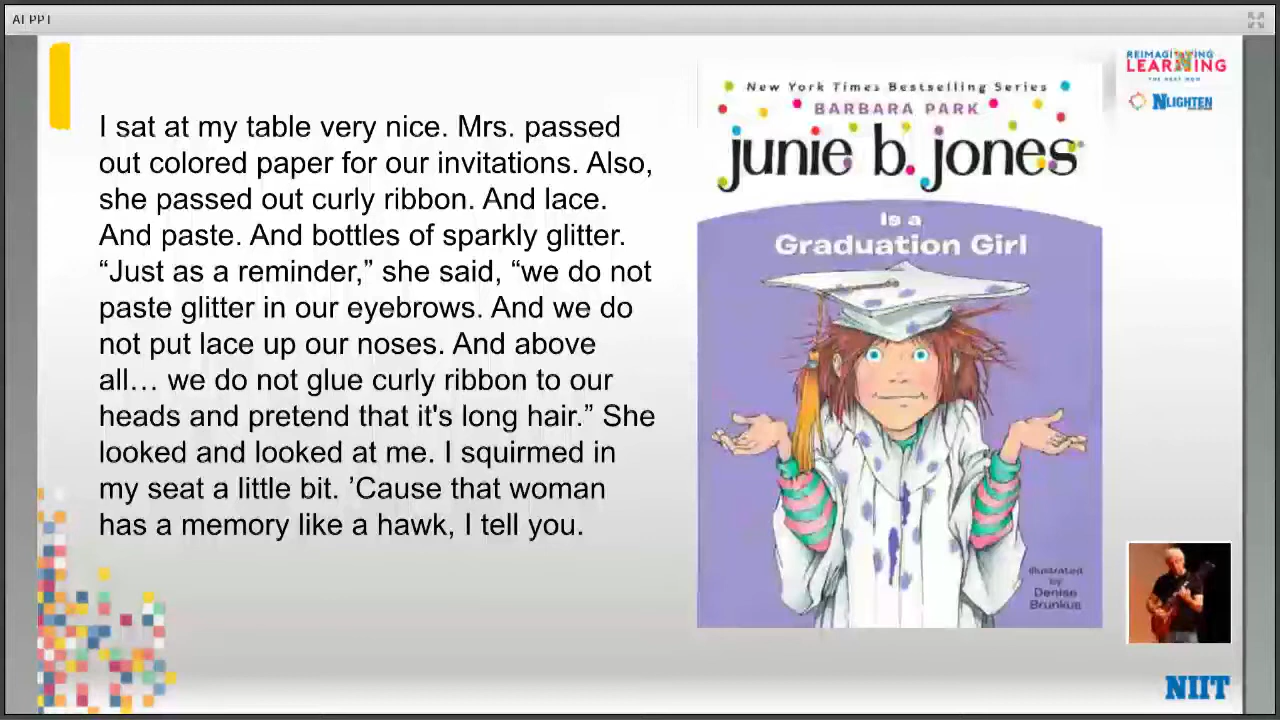 AI PPT
I sat at my table very nice. Mrs. passed
out colored paper for our invitations. Also,
she passed out curly ribbon. And lace.
And paste. And bottles of sparkly glitter.
“Just as a reminder,” she said, “we do not
paste glitter in our eyebrows. And we do
not put lace up our noses. And above
all… we do not glue curly ribbon to our
heads and pretend that it's long hair.” She
looked and looked at me. I squirmed in
my seat a little bit. ’Cause that woman
has a memory like a hawk, I tell you.
New York Times Bestselling Series
BARBARA PARK
junie b. jones
Is a
Graduation Girl
illustrated
by
Denise
Brunkus
REIMAGINING
LEARNING
THE NEXT NOW
NLIGHTEN
NIIT